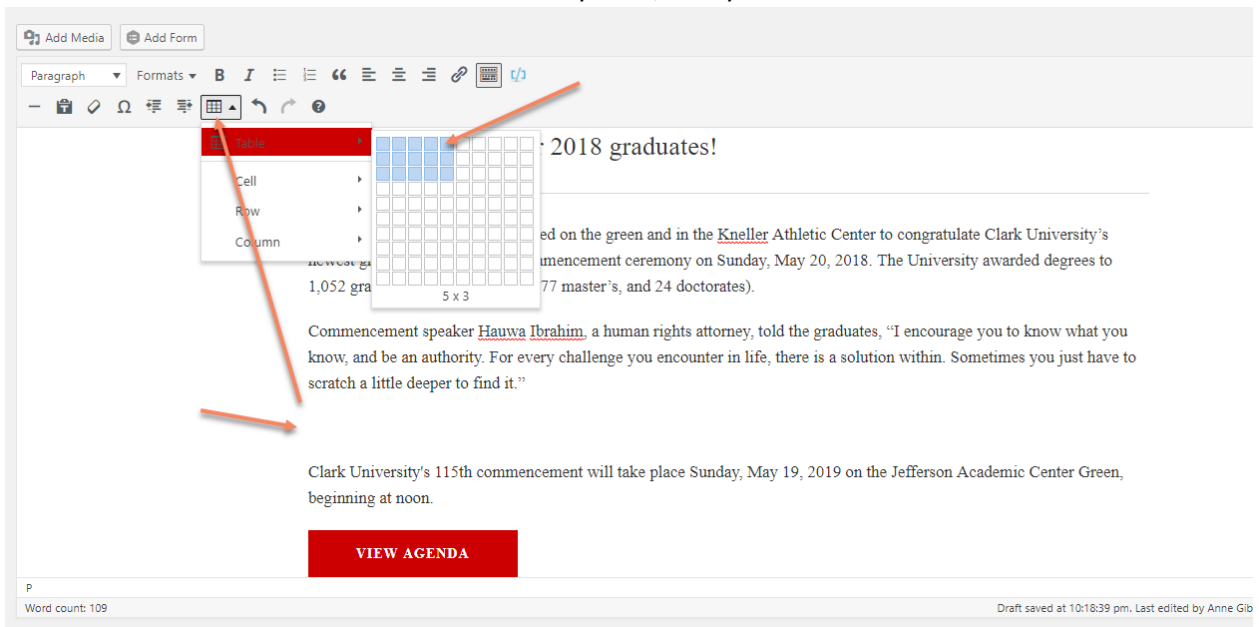 Add Media Add Form
Paragraph Formats B I
Ω
Table
2018 graduates!
Cell
Row
Column
ed on the green and in the Kneller Athletic Center to congratulate Clark University’s
mencement ceremony on Sunday, May 20, 2018. The University awarded degrees to
1,052 gra 77 master’s, and 24 doctorates).
5 x 3
Commencement speaker Hauwa Ibrahim, a human rights attorney, told the graduates, “I encourage you to know what you
know, and be an authority. For every challenge you encounter in life, there is a solution within. Sometimes you just have to
scratch a little deeper to find it.”
Clark University's 115th commencement will take place Sunday, May 19, 2019 on the Jefferson Academic Center Green,
beginning at noon.
VIEW AGENDA
P
Word count: 109
Draft saved at 10:18:39 pm. Last edited by Anne Gib